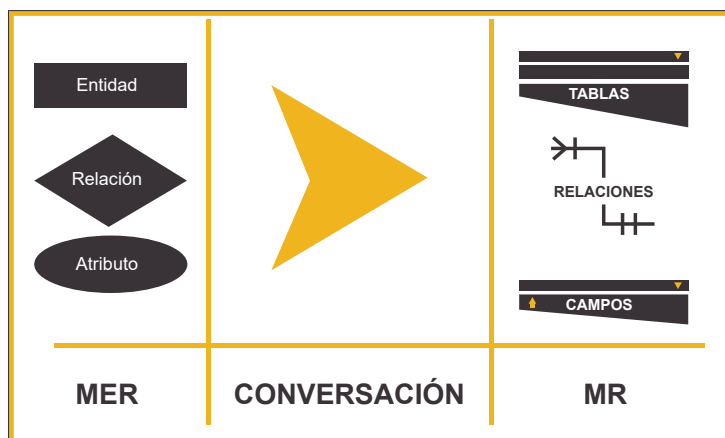 Entidad
Relación
Atributo
TABLAS
RELACIONES
CAMPOS
MER
CONVERSACIÓN
MR